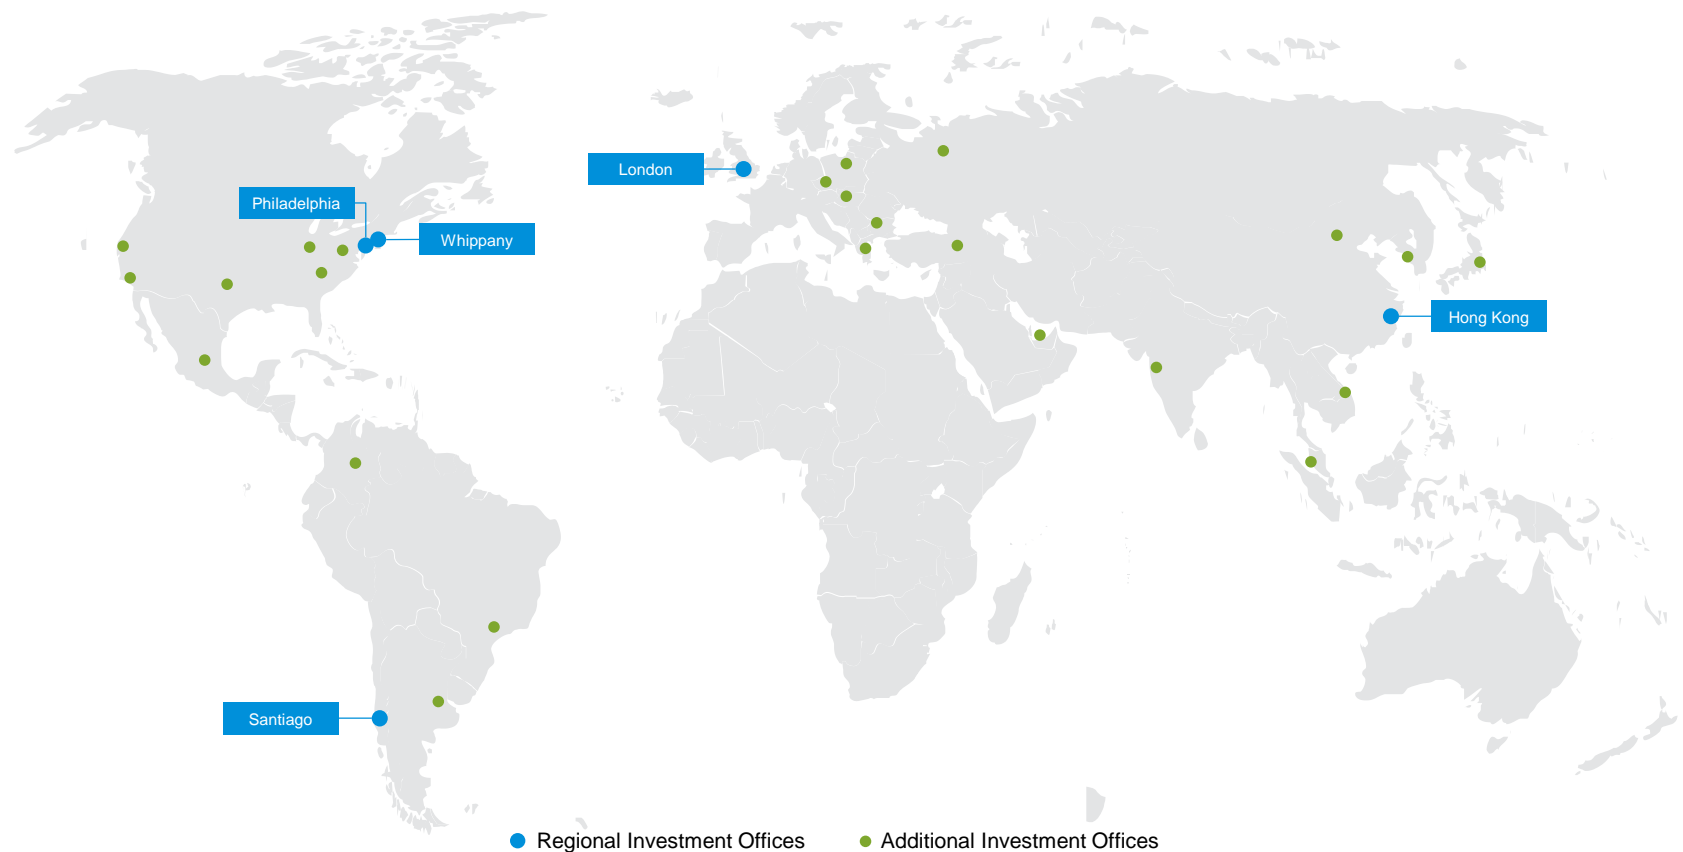 London
Philadelphia
Whippany
Hong Kong
Santiago
Regional Investment Offices
Additional Investment Offices